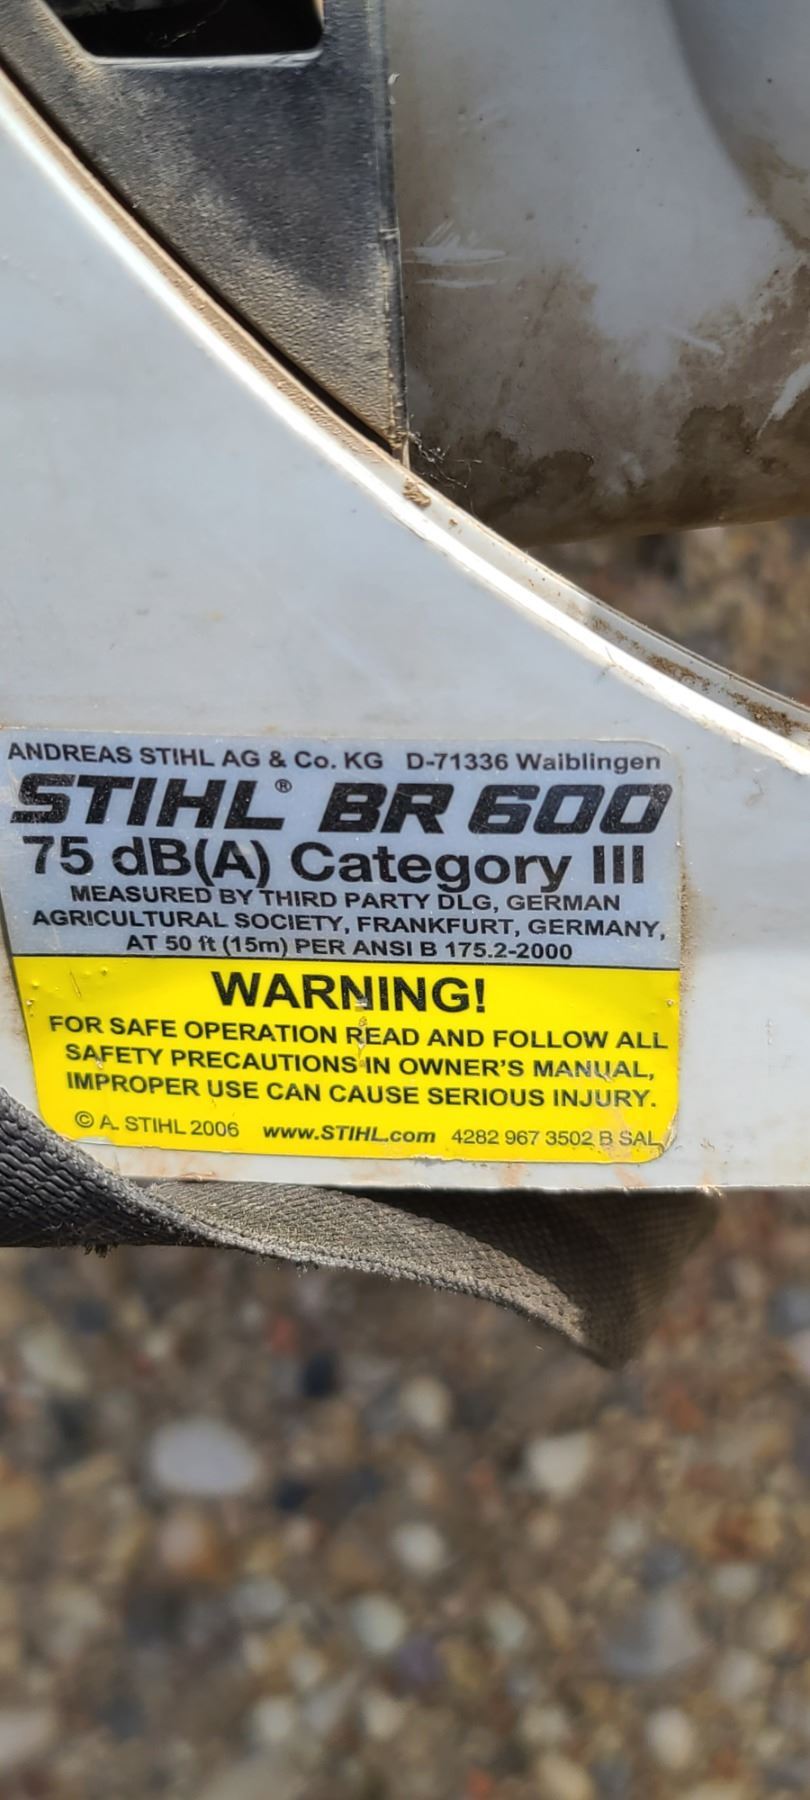 ANDREAS STIHL AG & Co. KG D-71336 Waiblingen
STIHL® BR 600
75 dB(A) Category III
MEASURED BY THIRD PARTY DLG, GERMAN
AGRICULTURAL SOCIETY, FRANKFURT, GERMANY,
AT 50 ft (15m) PER ANSI B 175.2-2000
WARNING!
FOR SAFE OPERATION READ AND FOLLOW ALL
SAFETY PRECAUTIONS IN OWNER'S MANUAL,
IMPROPER USE CAN CAUSE SERIOUS INJURY.
© A. STIHL 2006 www.STIHL.com 4282 967 3502 B SAL